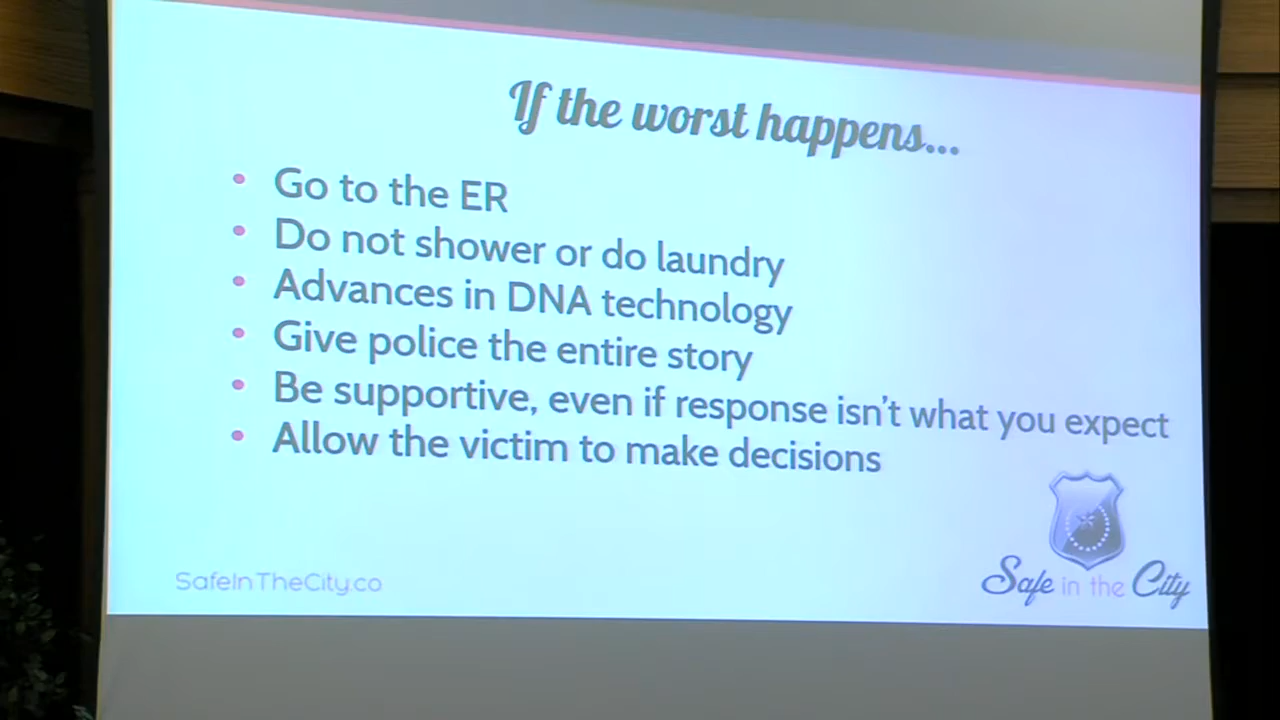 If the worst happens...
• Go to the ER
• Do not shower or do laundry
• Advances in DNA technology
• Give police the entire story
• Be supportive, even if response isn't what you expect
• Allow the victim to make decisions
SafeInTheCity.co
Safe in the City